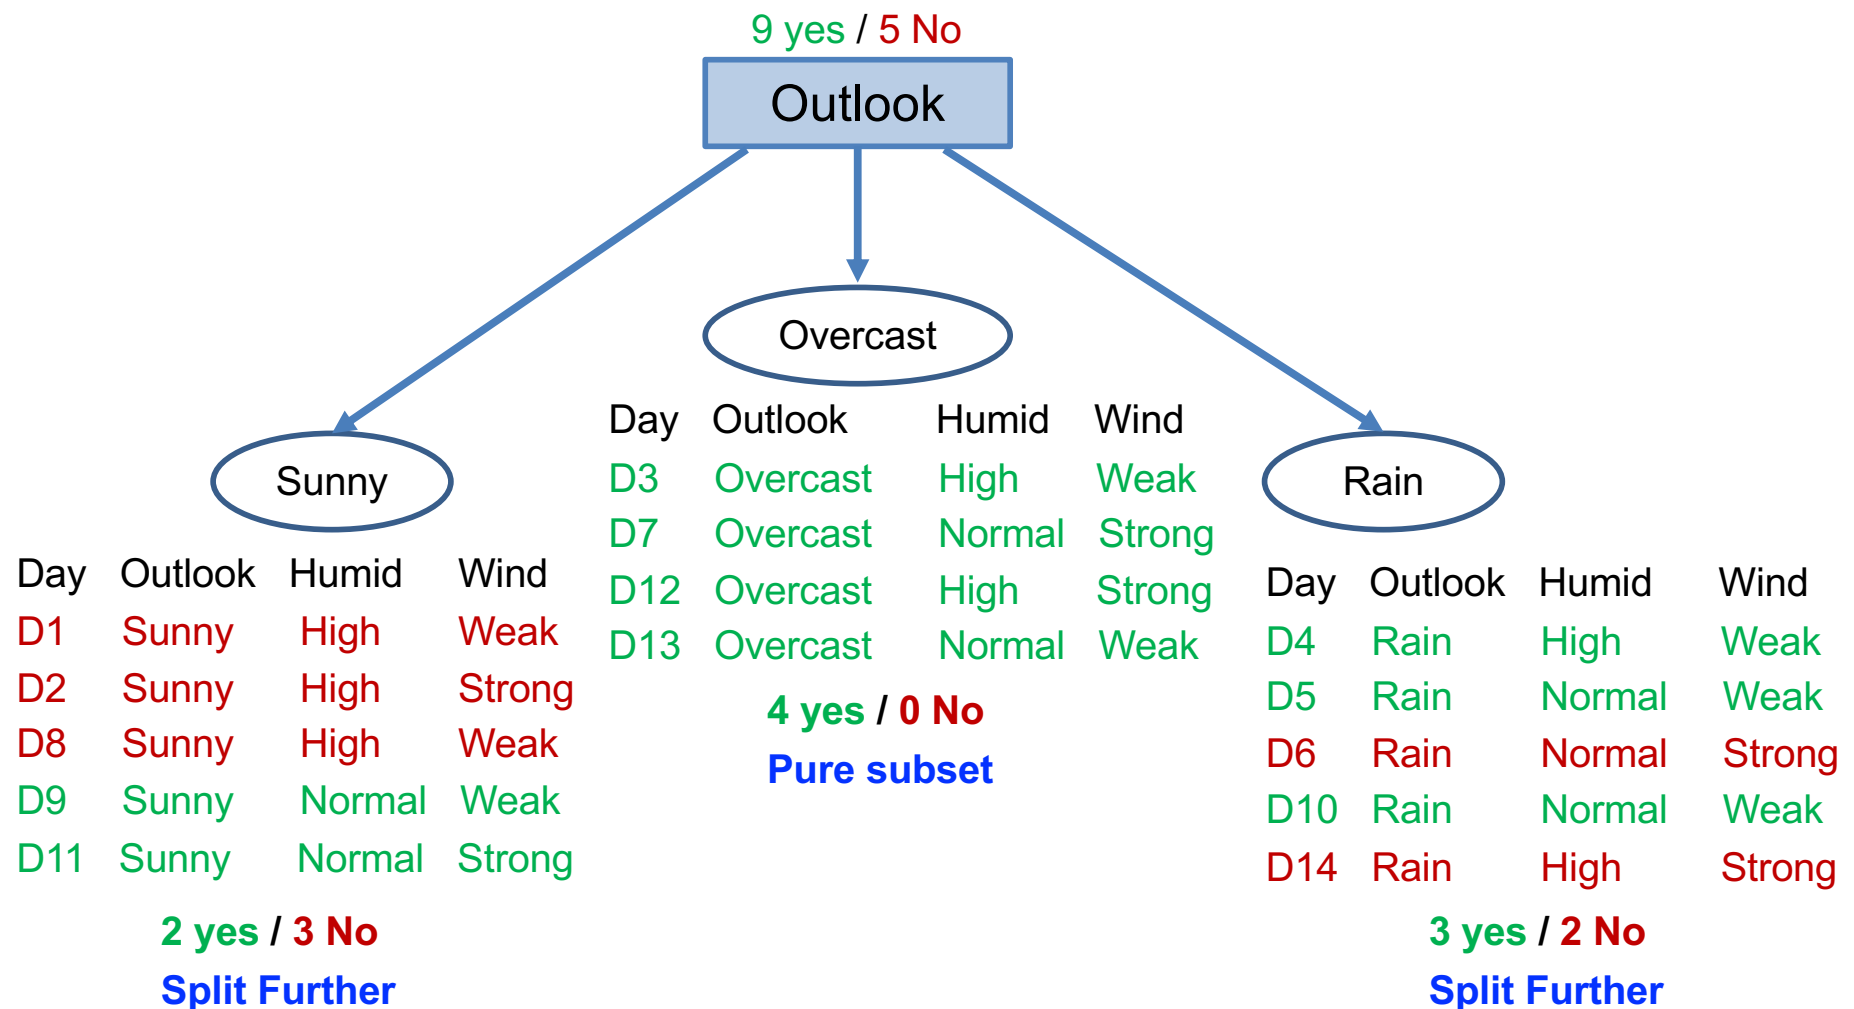 9 yes / 5 No
Outlook
Overcast
Day Outlook Humid Wind
D3 Overcast High Weak
D7 Overcast Normal Strong
D12 Overcast High Strong
D13 Overcast Normal Weak
4 yes / 0 No
Pure subset
Sunny
Day Outlook Humid Wind
D1 Sunny High Weak
D2 Sunny High Strong
D8 Sunny High Weak
D9 Sunny Normal Weak
D11 Sunny Normal Strong
2 yes / 3 No
Split Further
Rain
Day Outlook Humid Wind
D4 Rain High Weak
D5 Rain Normal Weak
D6 Rain Normal Strong
D10 Rain Normal Weak
D14 Rain High Strong
3 yes / 2 No
Split Further